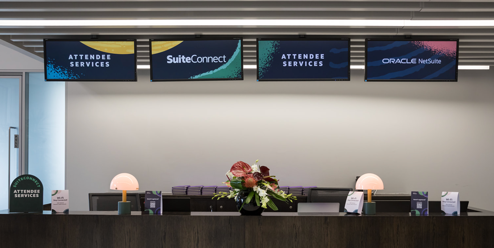 ATTENDEE
SERVICES
SuiteConnect
ATTENDEE
SERVICES
ORACLE NetSuite
SUITECONNECT
ATTENDEE
SERVICES